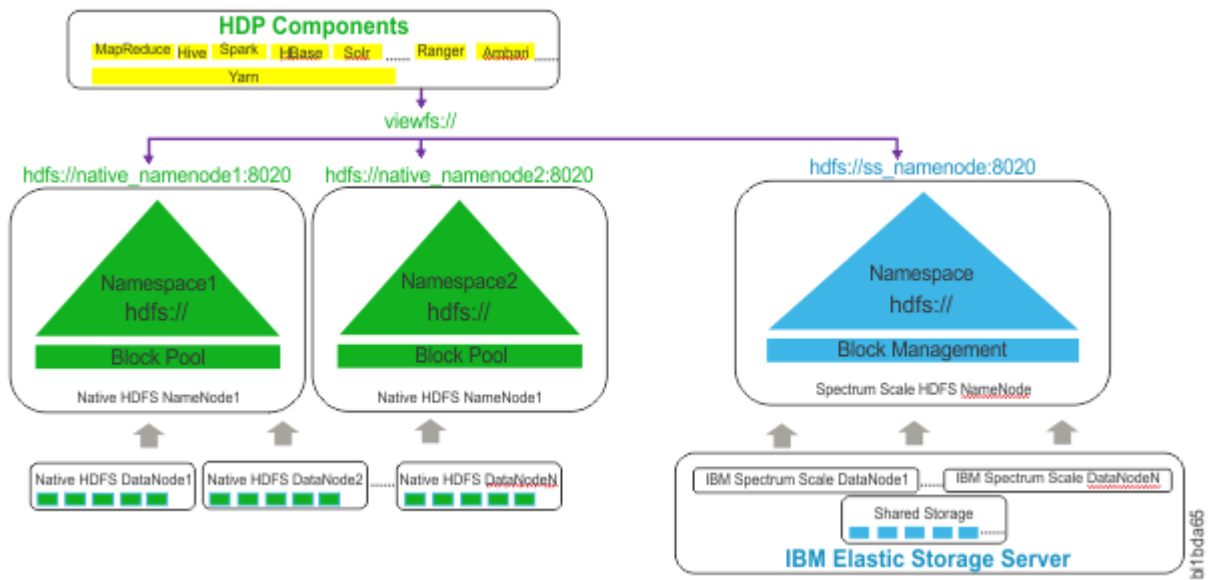 HDP Components
MapReduce Hive Spark HBase Solr ...... Ranger Ambari ......
Yarn
viewfs://
hdfs://native_namenode1:8020 hdfs://native_namenode2:8020 hdfs://ss_namenode:8020
Namespace1
hdfs://
Block Pool
Native HDFS NameNode1
Namespace2
hdfs://
Block Pool
Native HDFS NameNode1
Namespace
hdfs://
Block Management
Spectrum Scale HDFS NameNode
Native HDFS DataNode1 Native HDFS DataNode2 ...... Native HDFS DataNodeN
IBM Spectrum Scale DataNode1 ...... IBM Spectrum Scale DataNodeN
Shared Storage
......
IBM Elastic Storage Server
bl1bda65